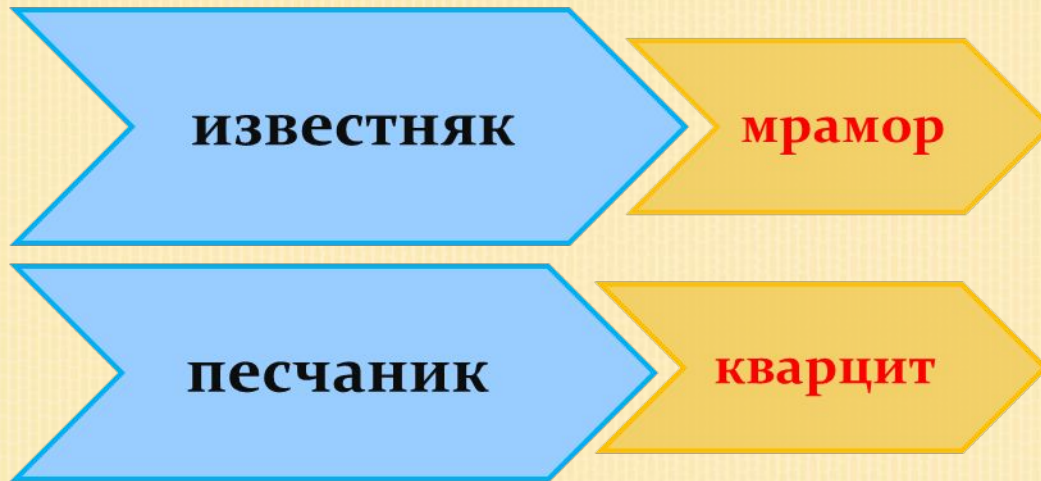 известняк
мрамор
песчаник
кварцит